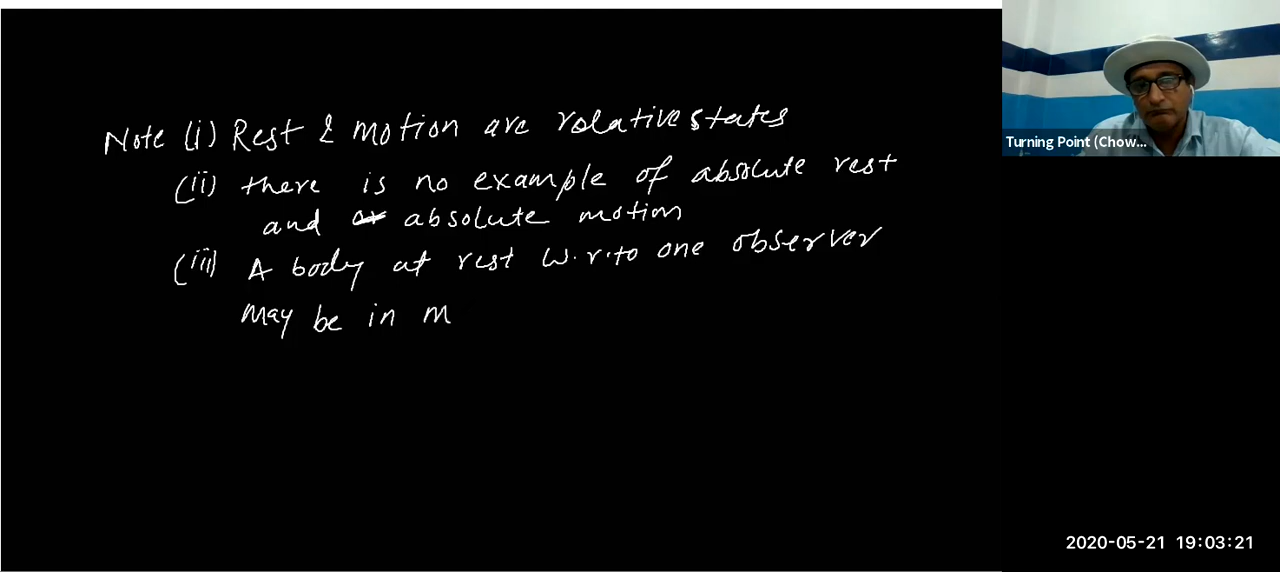 Note (i) Rest & motion are relative states
(ii) there is no example of absolute rest
and absolute motion
(iii) A body at rest w.r.to one observer
may be in m
Turning Point (Chow...
2020-05-21 19:03:21